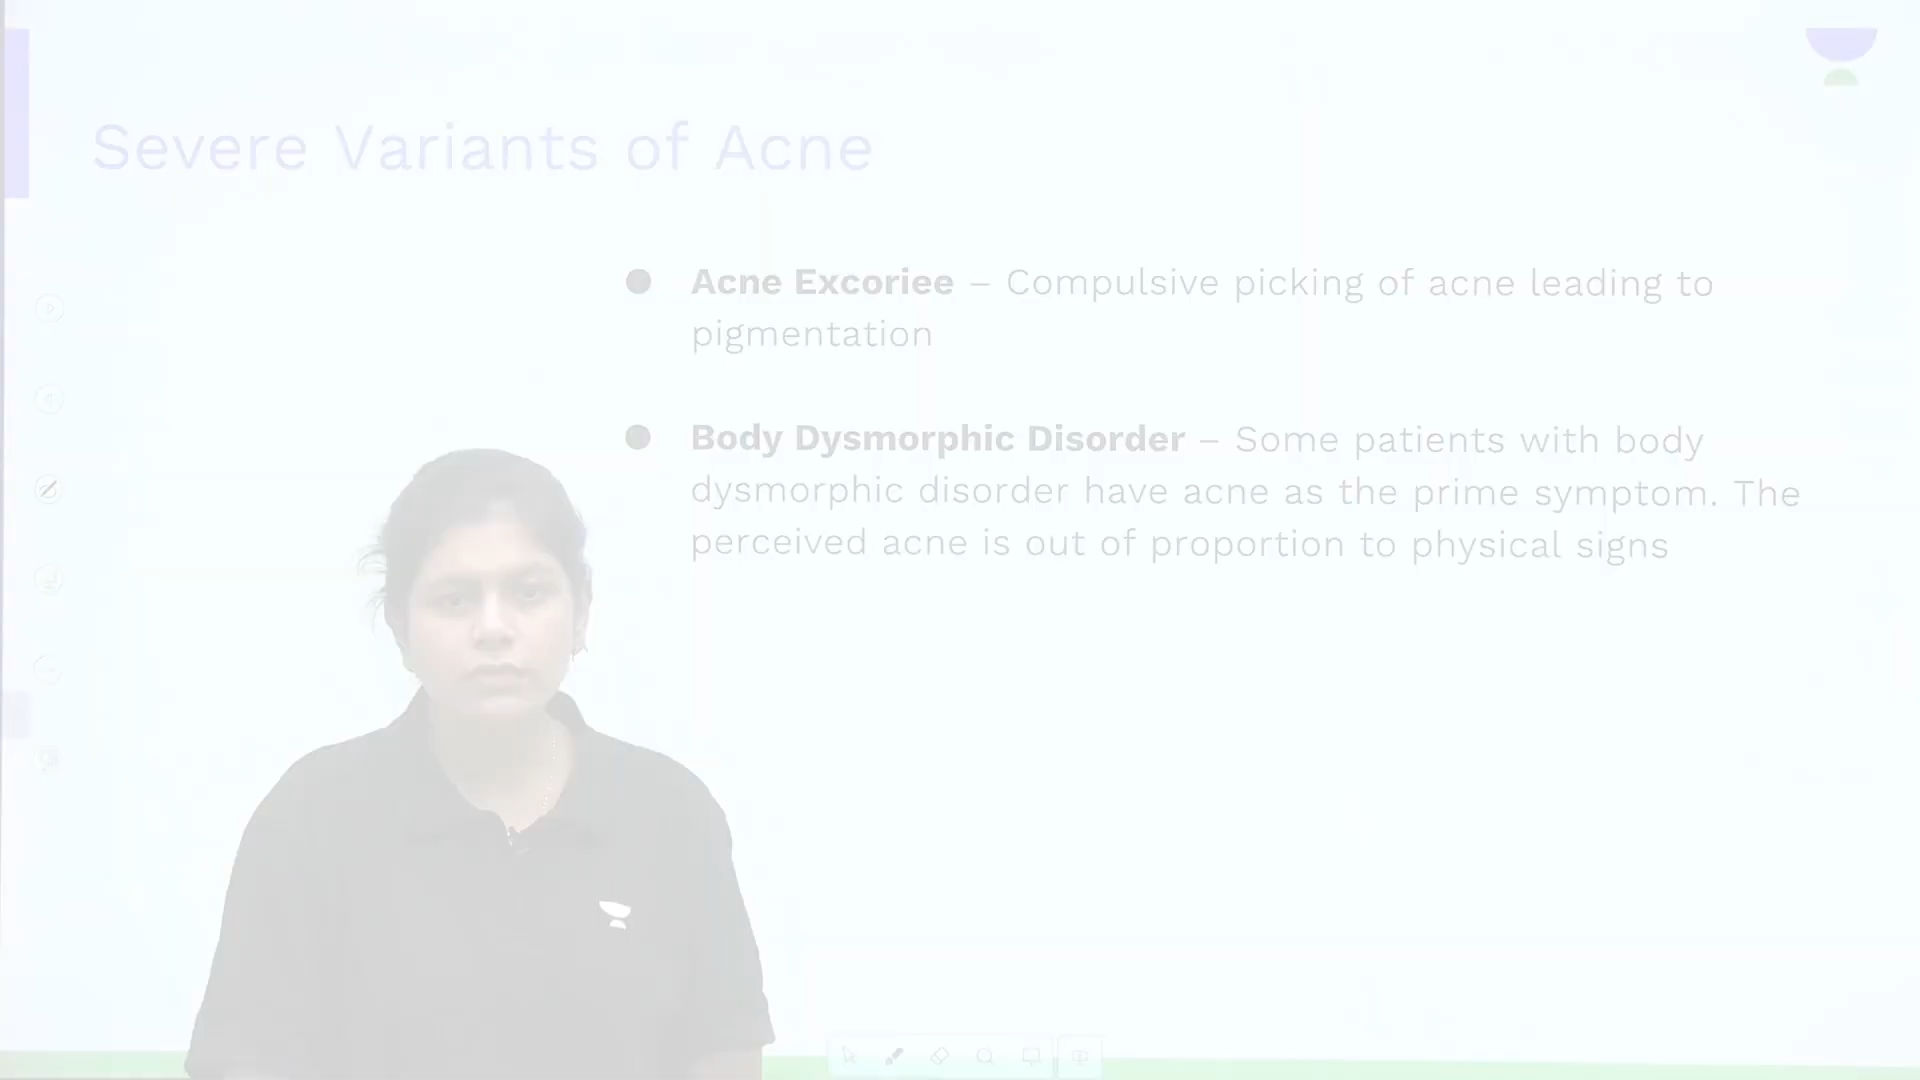 Severe Variants of Acne
● Acne Excoriee – Compulsive picking of acne leading to
pigmentation
● Body Dysmorphic Disorder – Some patients with body
dysmorphic disorder have acne as the prime symptom. The
perceived acne is out of proportion to physical signs